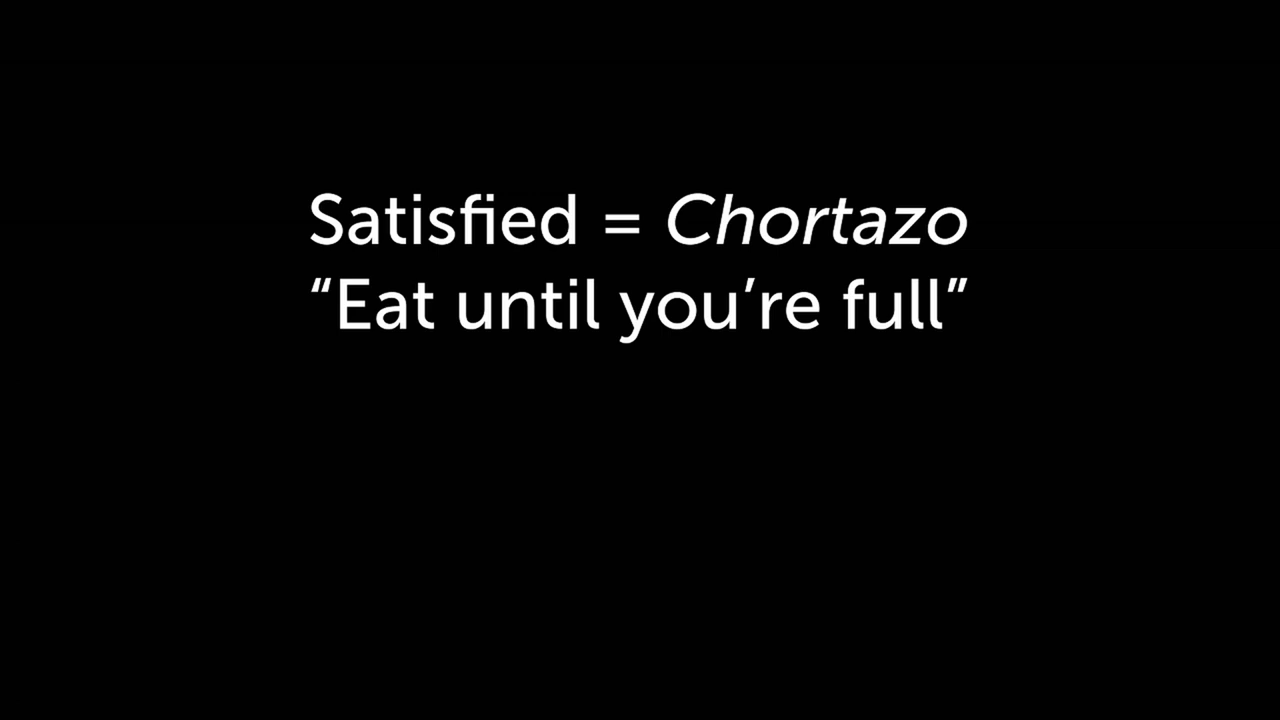 Satisfied = Chortazo
“Eat until you’re full”